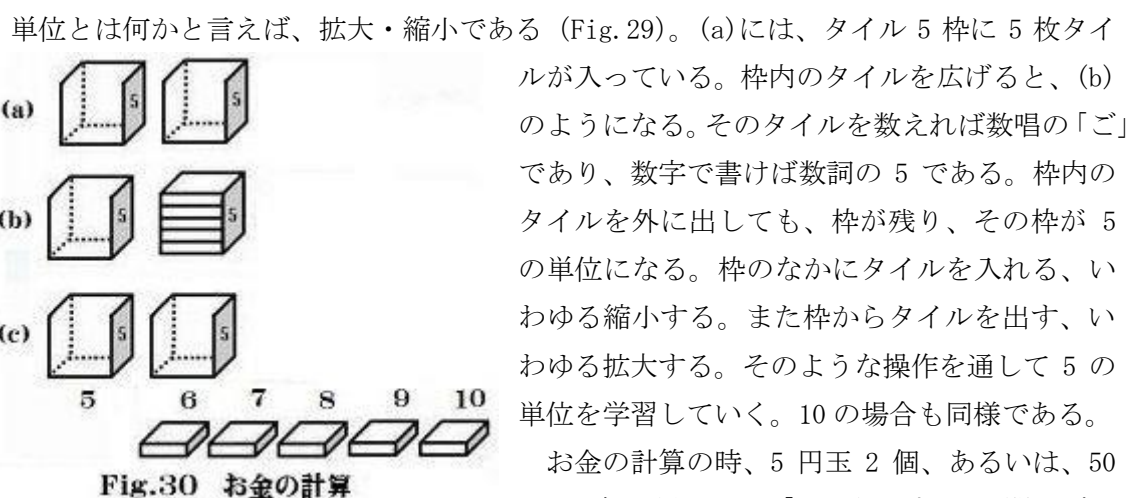 単位とは何かと言えば、拡大・縮小である (Fig.29)。(a)には、タイル 5 枠に 5 枚タイ
ルが入っている。枠内のタイルを広げると、(b)
のようになる。そのタイルを数えれば数唱の「ご」
であり、数字で書けば数詞の 5 である。枠内の
タイルを外に出しても、枠が残り、その枠が 5
の単位になる。枠のなかにタイルを入れる、い
わゆる縮小する。また枠からタイルを出す、い
わゆる拡大する。そのような操作を通して 5 の
単位を学習していく。10 の場合も同様である。
お金の計算の時、5 円玉 2 個、あるいは、50
(a) 5 5
(b) 5 5
(c) 5 5
5 6 7 8 9 10
Fig.30 お金の計算